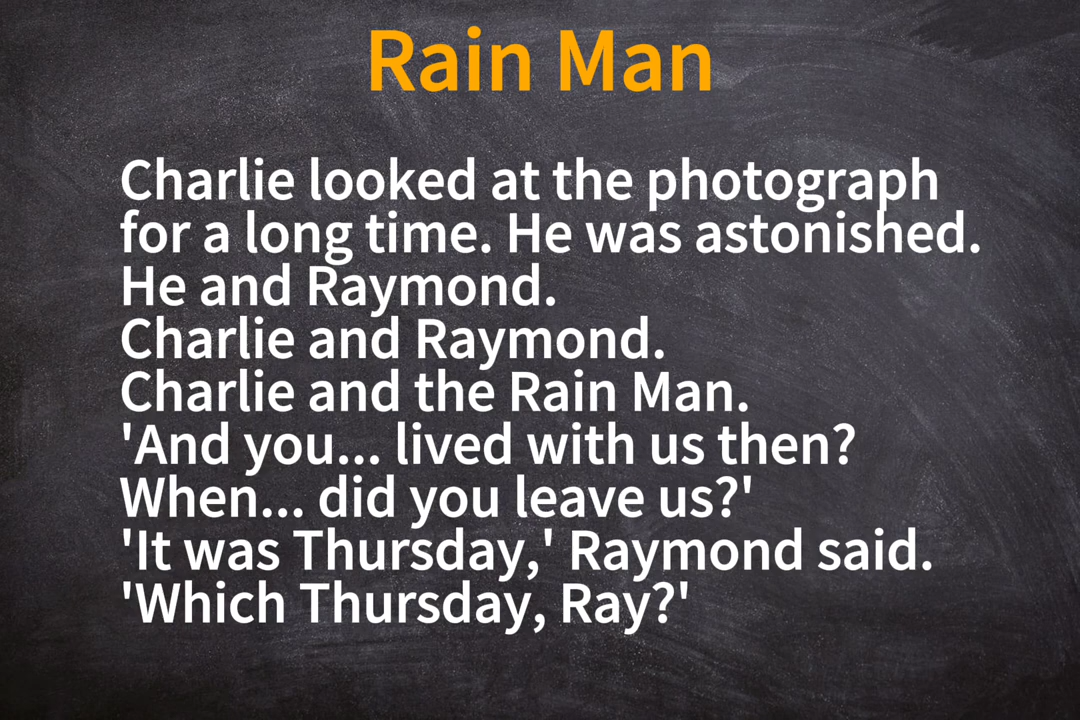 Rain Man
Charlie looked at the photograph
for a long time. He was astonished.
He and Raymond.
Charlie and Raymond.
Charlie and the Rain Man.
'And you... lived with us then?
When... did you leave us?'
'It was Thursday,' Raymond said.
'Which Thursday, Ray?'